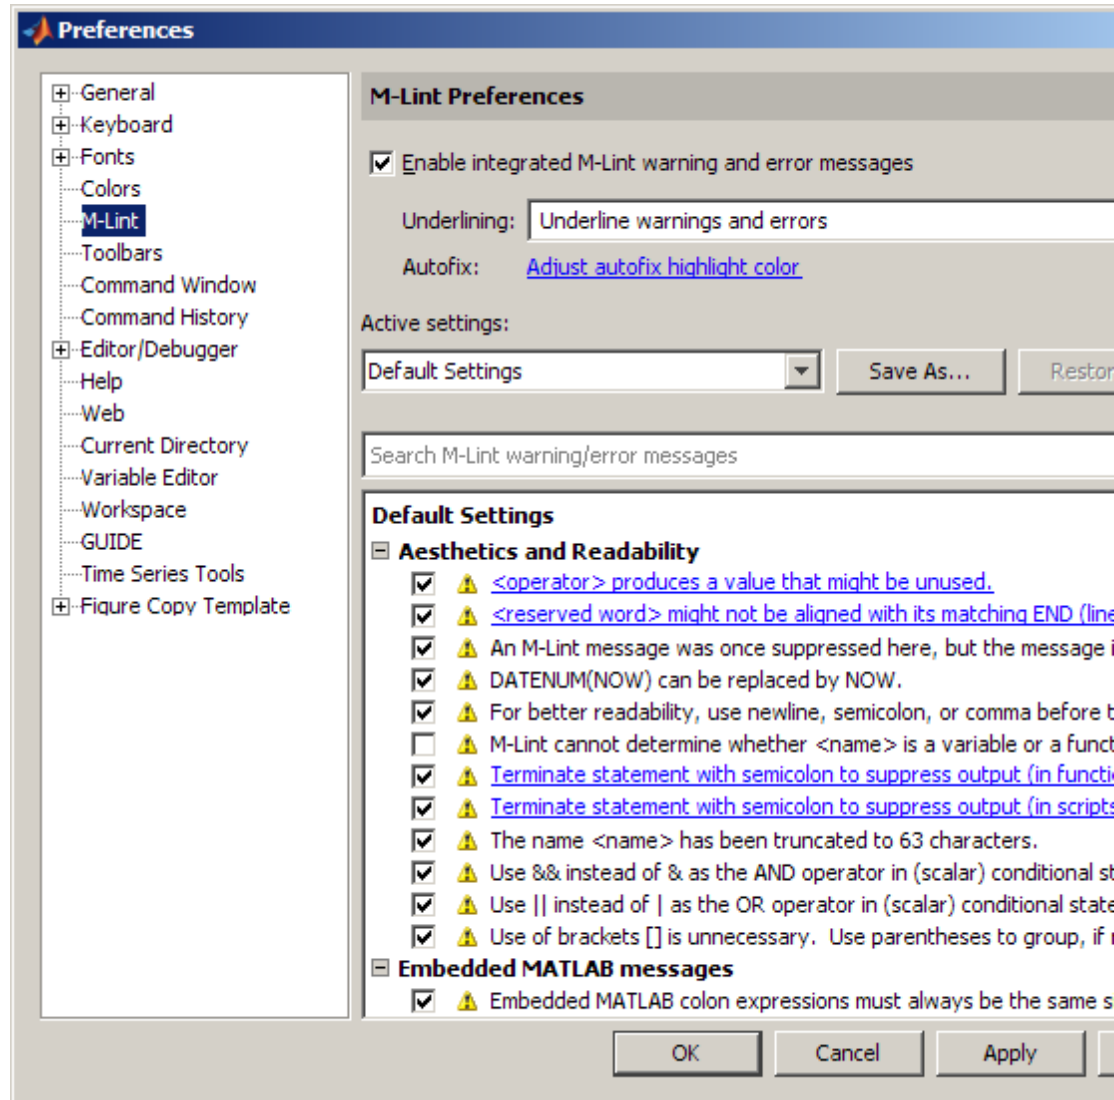 Preferences
General
Keyboard
Fonts
Colors
M-Lint
Toolbars
Command Window
Command History
Editor/Debugger
Help
Web
Current Directory
Variable Editor
Workspace
GUIDE
Time Series Tools
Figure Copy Template
M-Lint Preferences
Enable integrated M-Lint warning and error messages
Underlining: Underline warnings and errors
Autofix: Adjust autofix highlight color
Active settings:
Default Settings Save As...
Search M-Lint warning/error messages
Default Settings
Aesthetics and Readability
<operator> produces a value that might be unused.
<reserved word> might not be aligned with its matching END (line
An M-Lint message was once suppressed here, but the message
DATENUM(NOW) can be replaced by NOW.
For better readability, use newline, semicolon, or comma before
M-Lint cannot determine whether <name> is a variable or a
Terminate statement with semicolon to suppress output (in
Terminate statement with semicolon to suppress output (in scripts
The name <name> has been truncated to 63 characters.
Use && instead of & as the AND operator in (scalar) conditional
Use || instead of | as the OR operator in (scalar) conditional
Use of brackets [] is unnecessary. Use parentheses to group, if
Embedded MATLAB messages
Embedded MATLAB colon expressions must always be the same
OK Cancel Apply